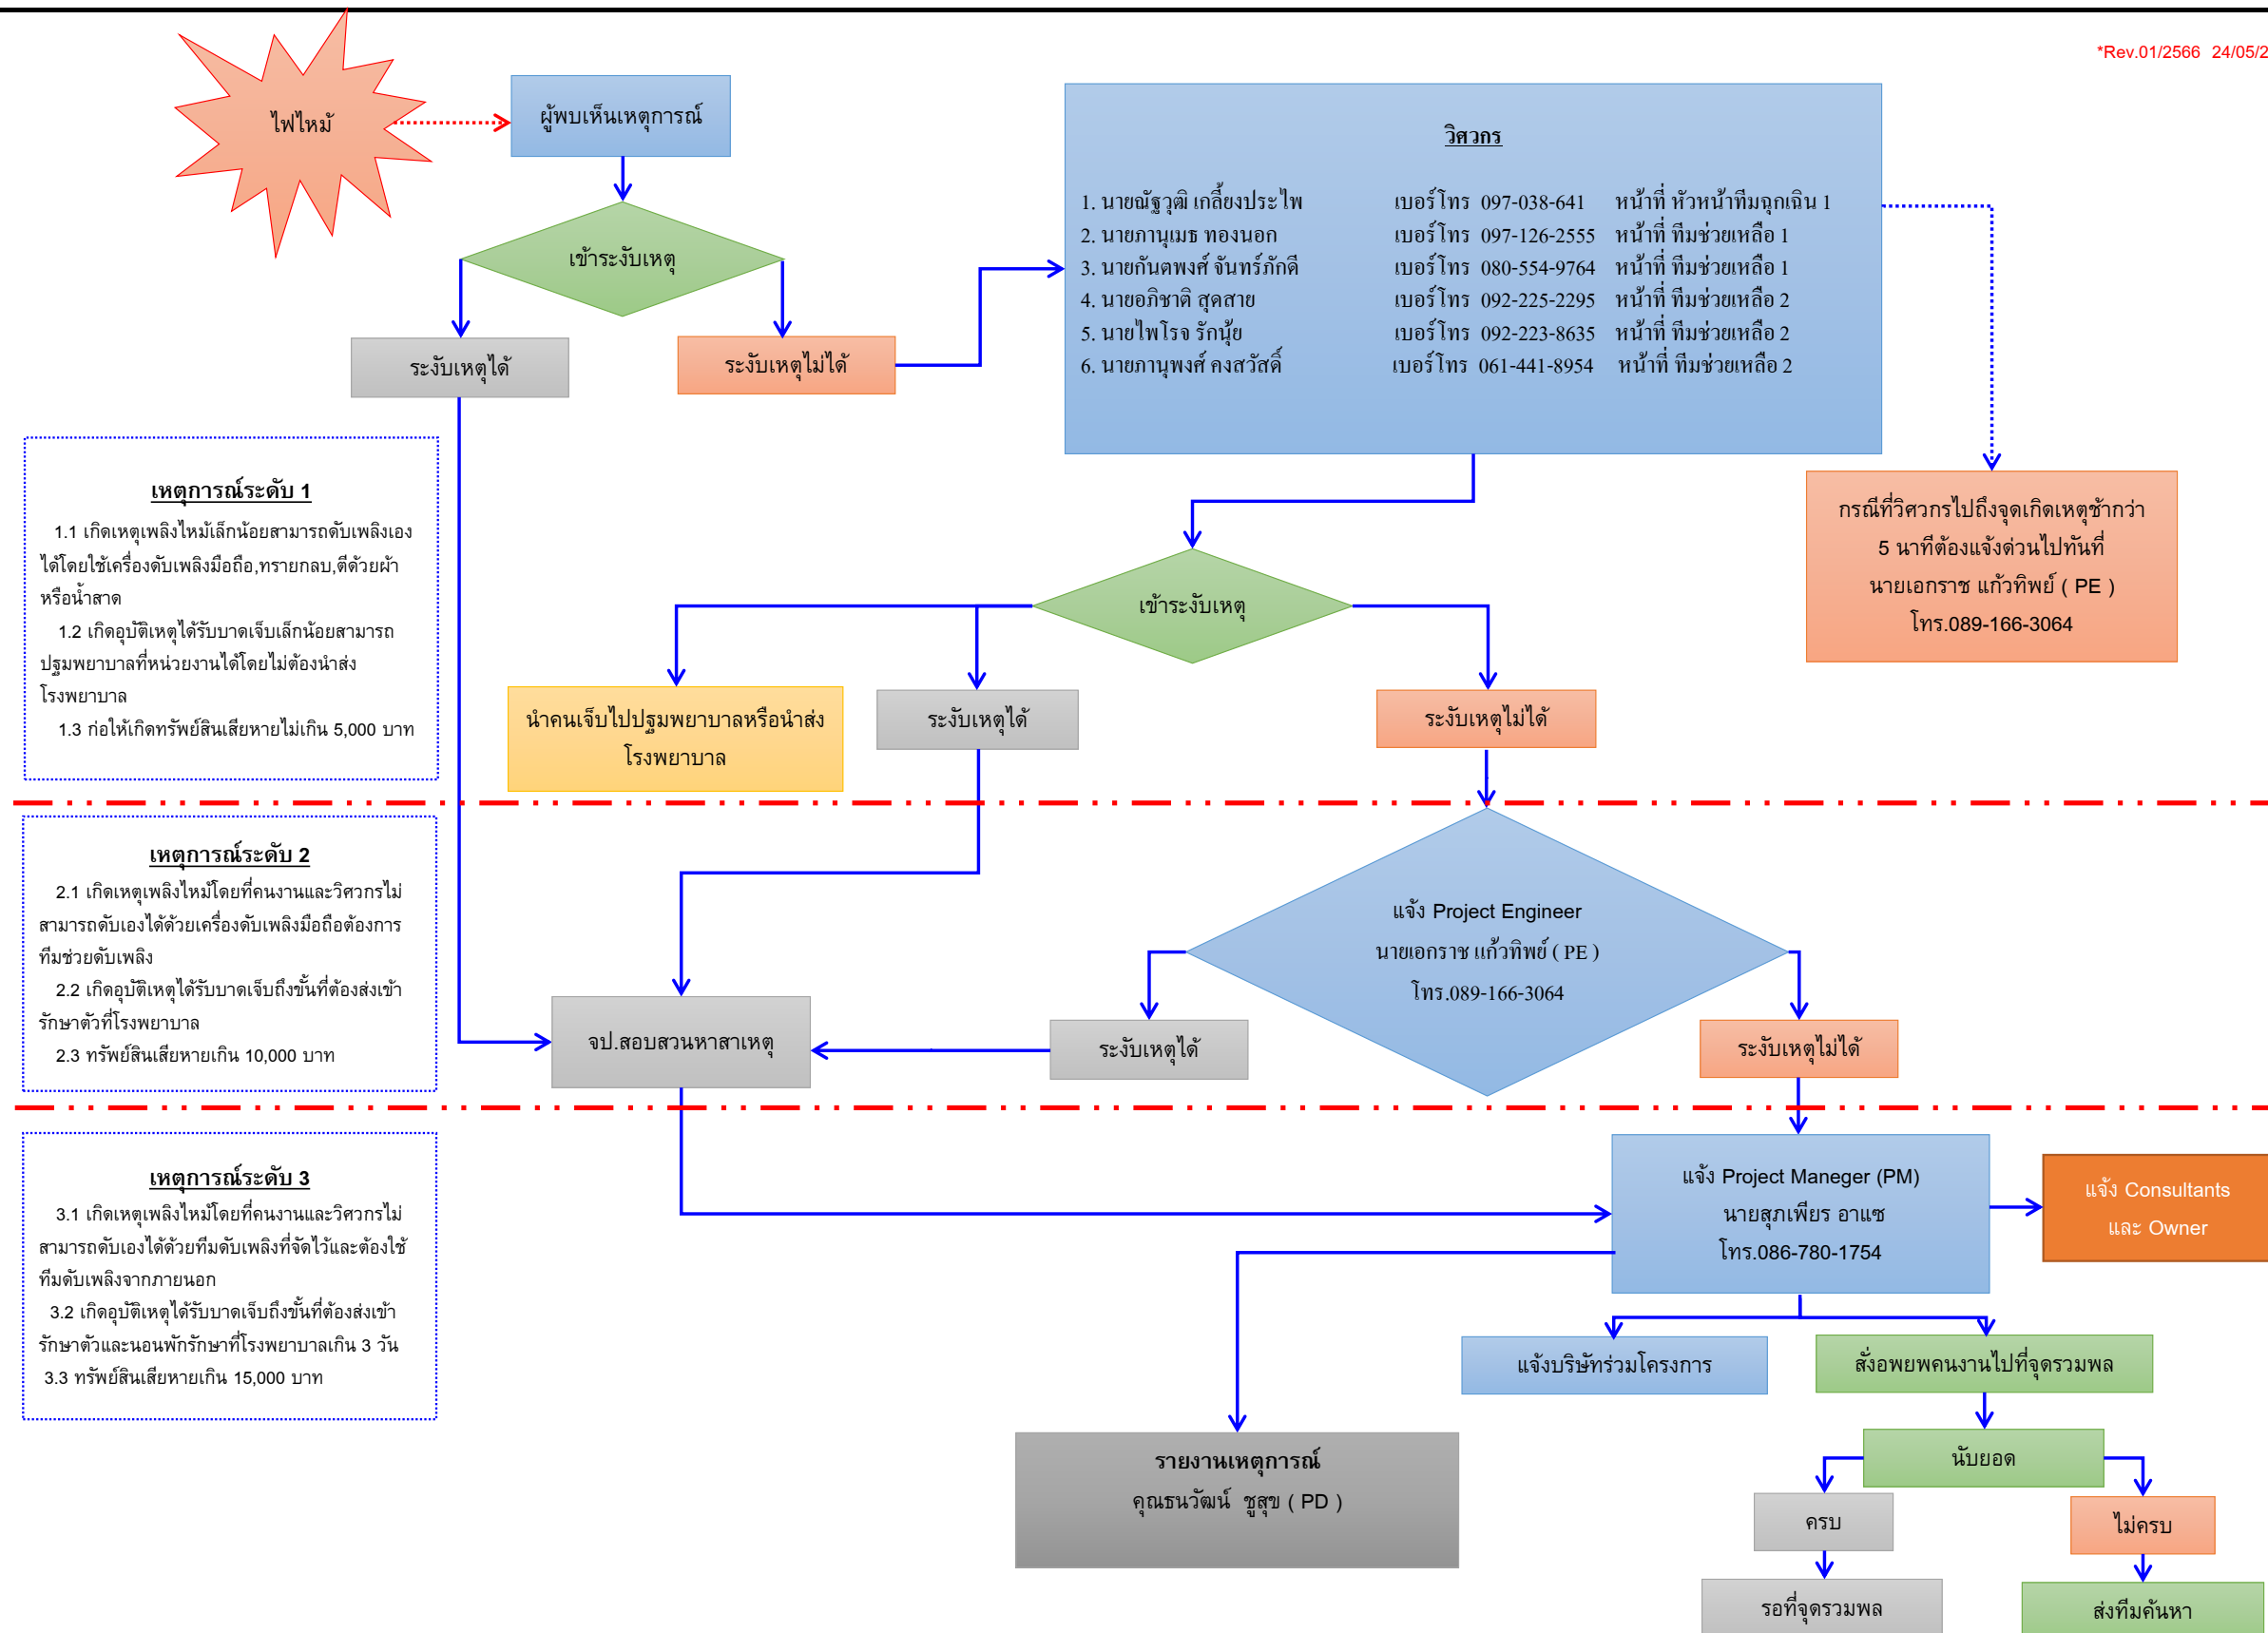 *Rev.01/2566 24/05/2
ไฟไหม้
ผู้พบเห็นเหตุการณ์
เข้าระงับเหตุ
ระงับเหตุได้
ระงับเหตุไม่ได้
วิศวกร
1. นายณัฐวุฒิ เกลี้ยงประไพ เบอร์โทร 097-038-641 หน้าที่ หัวหน้าทีมฉุกเฉิน 1
2. นายภานุเมธ ทองนอก เบอร์โทร 097-126-2555 หน้าที่ ทีมช่วยเหลือ 1
3. นายกันตพงศ์ จันทร์ภักดี เบอร์โทร 080-554-9764 หน้าที่ ทีมช่วยเหลือ 1
4. นายอภิชาติ สุดสาย เบอร์โทร 092-225-2295 หน้าที่ ทีมช่วยเหลือ 2
5. นายไพโรจ รักนุ้ย เบอร์โทร 092-223-8635 หน้าที่ ทีมช่วยเหลือ 2
6. นายภานุพงศ์ คงสวัสดิ์ เบอร์โทร 061-441-8954 หน้าที่ ทีมช่วยเหลือ 2
กรณีที่วิศวกรไปถึงจุดเกิดเหตุช้ากว่า
5 นาทีต้องแจ้งด่วนไปทันที่
นายเอกราช แก้วทิพย์ ( PE )
โทร.089-166-3064
เหตุการณ์ระดับ 1
1.1 เกิดเหตุเพลิงไหม้เล็กน้อยสามารถดับเพลิงเอง
ได้โดยใช้เครื่องดับเพลิงมือถือ,ทรายกลบ,ตีด้วยผ้า
หรือน้ำสาด
1.2 เกิดอุบัติเหตุได้รับบาดเจ็บเล็กน้อยสามารถ
ปฐมพยาบาลที่หน่วยงานได้โดยไม่ต้องนำส่ง
โรงพยาบาล
1.3 ก่อให้เกิดทรัพย์สินเสียหายไม่เกิน 5,000 บาท
เข้าระงับเหตุ
นำคนเจ็บไปปฐมพยาบาลหรือนำส่ง
โรงพยาบาล
ระงับเหตุได้
ระงับเหตุไม่ได้
เหตุการณ์ระดับ 2
2.1 เกิดเหตุเพลิงไหม้โดยที่คนงานและวิศวกรไม่
สามารถดับเองได้ด้วยเครื่องดับเพลิงมือถือต้องการ
ทีมช่วยดับเพลิง
2.2 เกิดอุบัติเหตุได้รับบาดเจ็บถึงขั้นที่ต้องส่งเข้า
รักษาตัวที่โรงพยาบาล
2.3 ทรัพย์สินเสียหายเกิน 10,000 บาท
แจ้ง Project Engineer
นายเอกราช แก้วทิพย์ ( PE )
โทร.089-166-3064
จป.สอบสวนหาสาเหตุ
ระงับเหตุได้
ระงับเหตุไม่ได้
เหตุการณ์ระดับ 3
3.1 เกิดเหตุเพลิงไหม้โดยที่คนงานและวิศวกรไม่
สามารถดับเองได้ด้วยทีมดับเพลิงที่จัดไว้และต้องใช้
ทีมดับเพลิงจากภายนอก
3.2 เกิดอุบัติเหตุได้รับบาดเจ็บถึงขั้นที่ต้องส่งเข้า
รักษาตัวและนอนพักรักษาที่โรงพยาบาลเกิน 3 วัน
3.3 ทรัพย์สินเสียหายเกิน 15,000 บาท
แจ้ง Project Maneger (PM)
นายสุภเพียร อาแซ
โทร.086-780-1754
แจ้ง Consultants
และ Owner
แจ้งบริษัทร่วมโครงการ
สั่งอพยพคนงานไปที่จุดรวมพล
รายงานเหตุการณ์
คุณธนวัฒน์ ชูสุข ( PD )
นับยอด
ครบ
ไม่ครบ
รอที่จุดรวมพล
ส่งทีมค้นหา